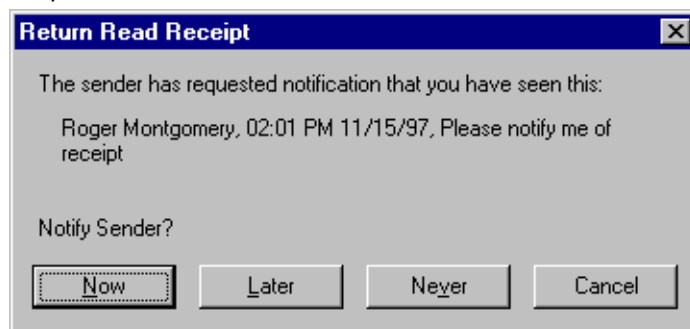 Return Read Receipt
The sender has requested notification that you have seen this:
Roger Montgomery, 02:01 PM 11/15/97, Please notify me of
receipt
Notify Sender?
Now Later Never Cancel